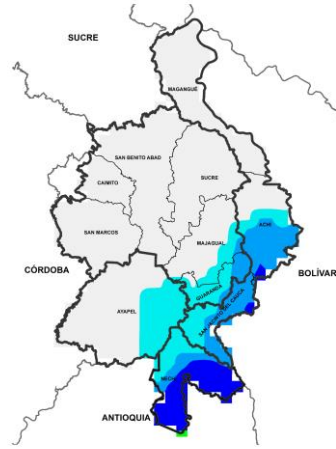 SUCRE
MAGANGUÉ
SAN BENITO ABAD
SUCRE
CAIMITO
ACHÍ
SAN MARCOS
MAJAGUAL
CÓRDOBA
BOLÍVAR
GUARANDA
AYAPEL
SAN JACINTO DEL CAUCA
NECHÍ
ANTIOQUIA